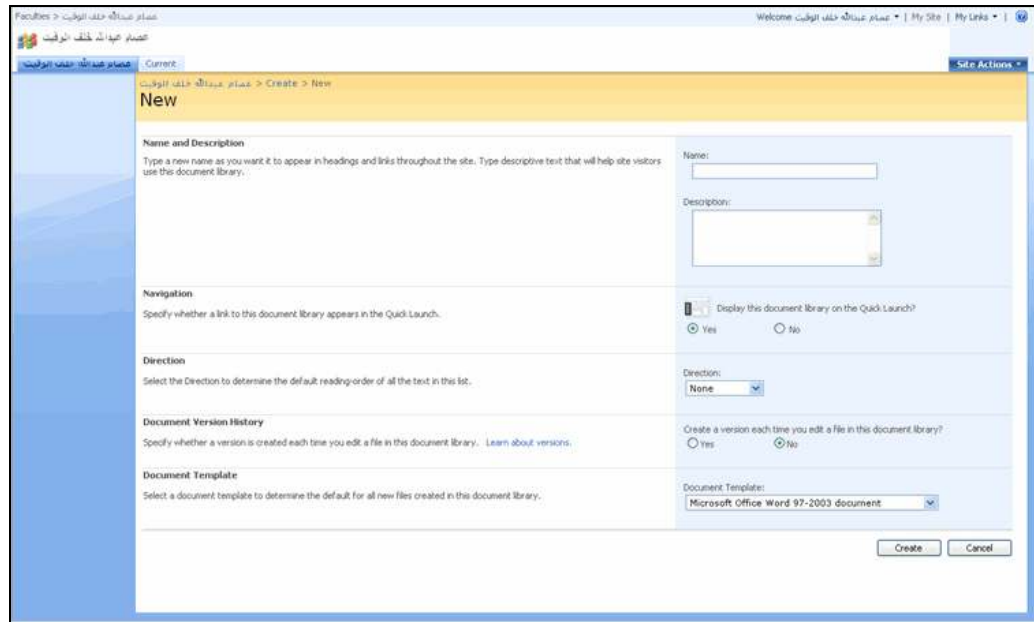 Faculties > عصام عبدالله خلف الوقيت
Welcome عصام عبدالله خلف الوقيت | My Site | My Links
عصام عبدالله خلف الوقيت
عصام عبدالله خلف الوقيت Current Site Actions
عصام عبدالله خلف الوقيت > Create > New
New
Name and Description
Type a new name as you want it to appear in headings and links throughout the site. Type descriptive text that will help site visitors
use this document library.
Name:
Description:
Navigation
Specify whether a link to this document library appears in the Quick Launch.
Display this document library on the Quick Launch?
Yes No
Direction
Select the Direction to determine the default reading-order of all the text in this list.
Direction:
None
Document Version History
Specify whether a version is created each time you edit a file in this document library. Learn about versions.
Create a version each time you edit a file in this document library?
Yes No
Document Template
Select a document template to determine the default for all new files created in this document library.
Document Template:
Microsoft Office Word 97-2003 document
Create Cancel